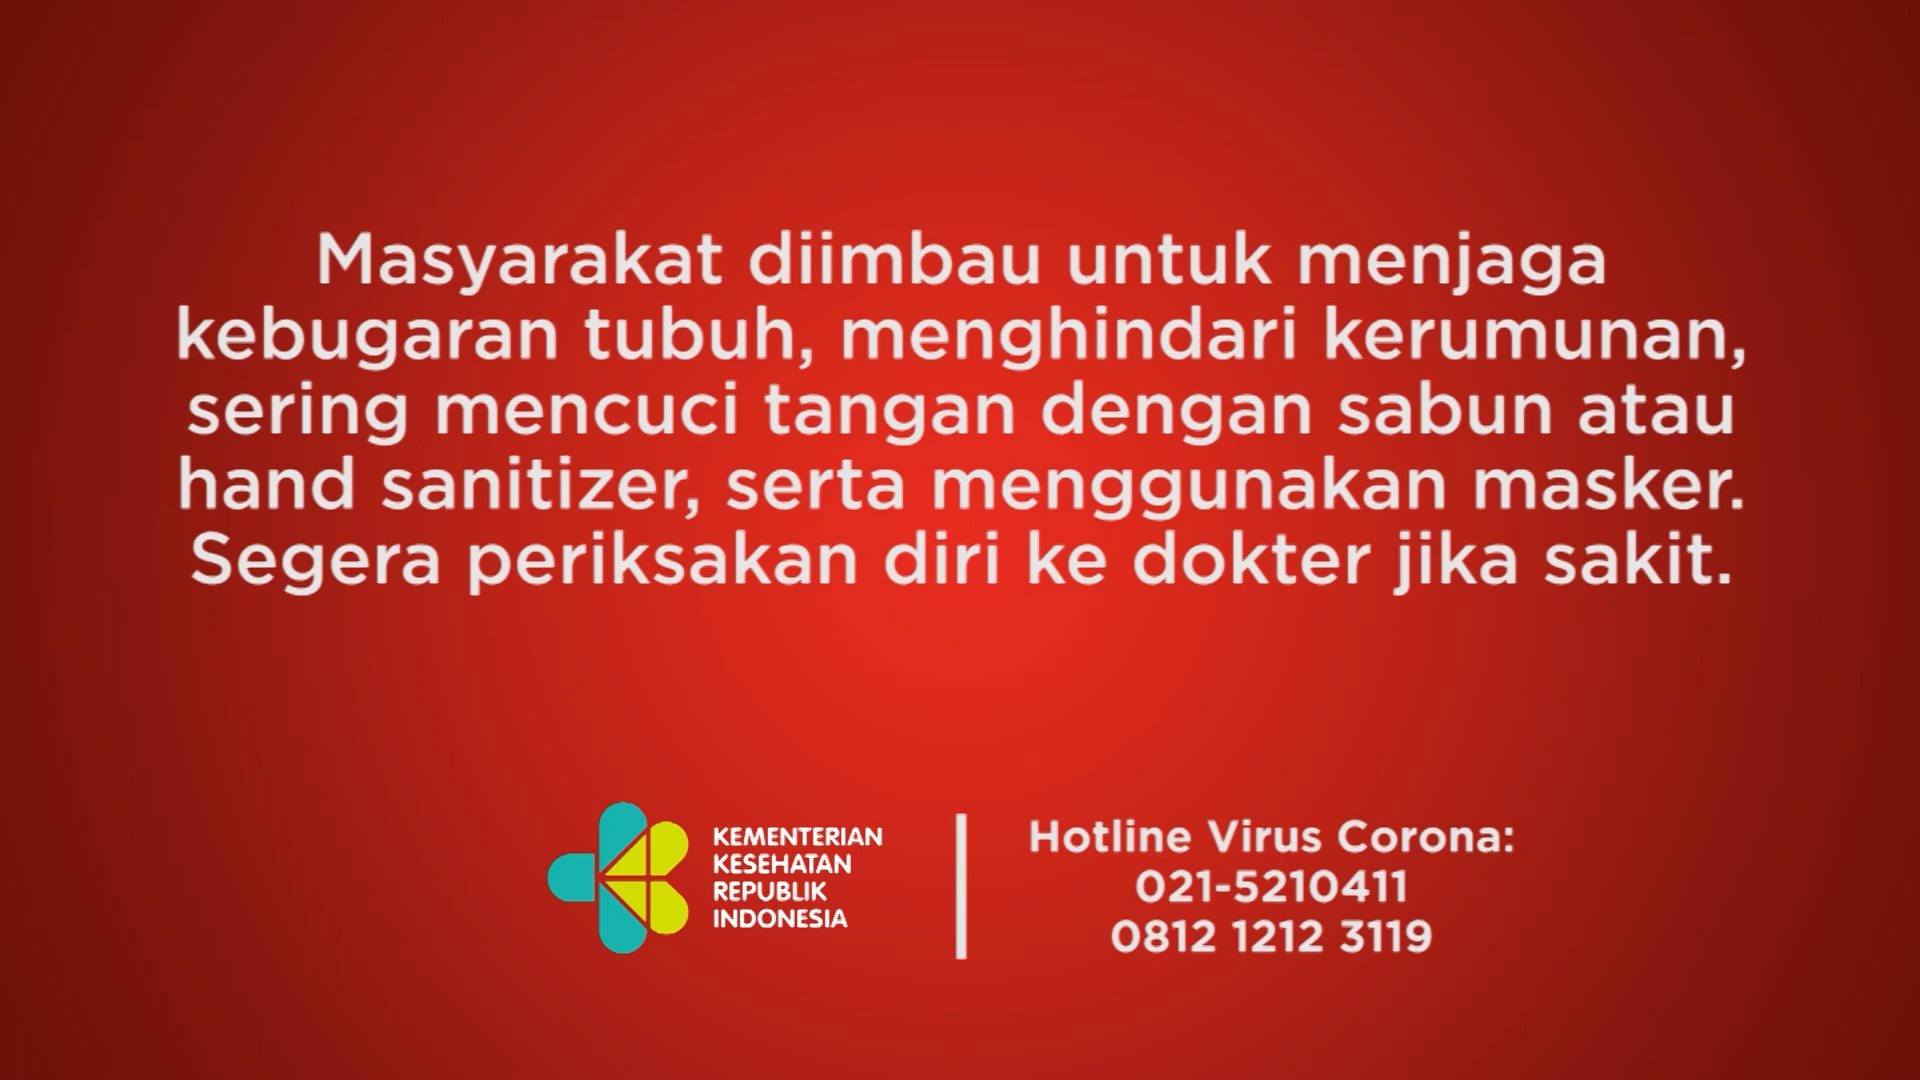 Masyarakat diimbau untuk menjaga
kebugaran tubuh, menghindari kerumunan,
sering mencuci tangan dengan sabun atau
hand sanitizer, serta menggunakan masker.
Segera periksakan diri ke dokter jika sakit.
KEMENTERIAN
KESEHATAN
REPUBLIK
INDONESIA
Hotline Virus Corona:
021-5210411
0812 1212 3119